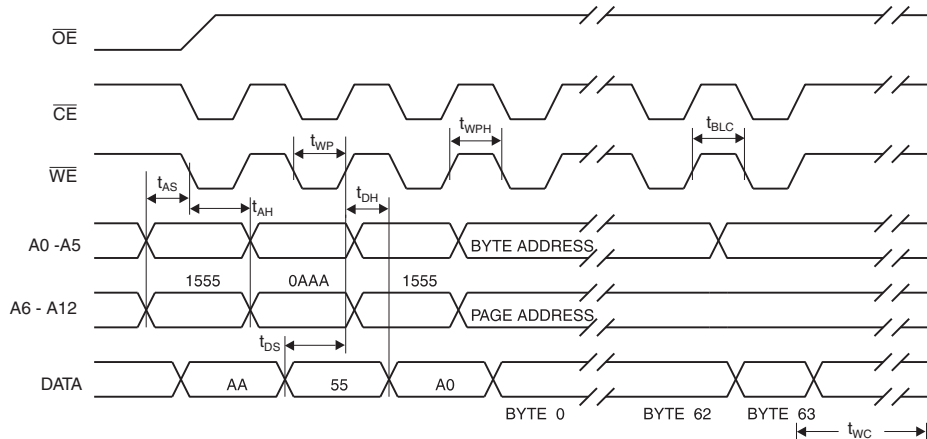 OE
CE
tWP
tWPH
tBLC
WE
tAS
tAH
tDH
A0 -A5
BYTE ADDRESS
1555
0AAA
1555
A6 - A12
PAGE ADDRESS
tDS
DATA
AA
55
A0
BYTE 0
BYTE 62
BYTE 63
tWC